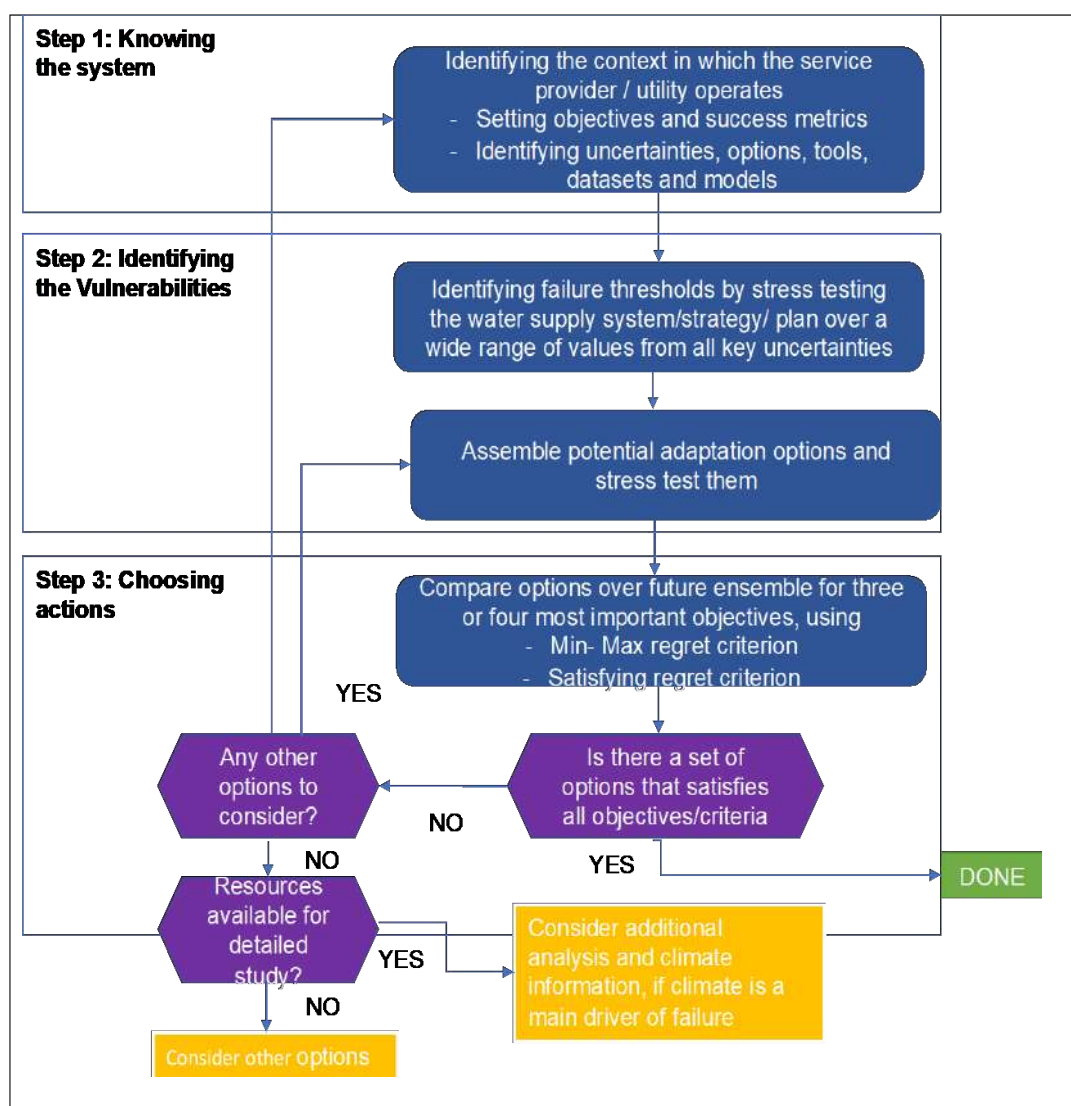 Step 1: Knowing
the system
Identifying the context in which the service
provider / utility operates
- Setting objectives and success metrics
- Identifying uncertainties, options, tools,
datasets and models
Step 2: Identifying
the Vulnerabilities
Identifying failure thresholds by stress testing
the water supply system/strategy/ plan over a
wide range of values from all key uncertainties
Assemble potential adaptation options and
stress test them
Step 3: Choosing
actions
Compare options over future ensemble for three
or four most important objectives, using
- Min- Max regret criterion
- Satisfying regret criterion
YES
Any other
options to
consider?
Is there a set of
options that satisfies
all objectives/criteria
NO
NO
YES
DONE
Resources
available for
detailed
study?
YES
Consider additional
analysis and climate
information, if climate is a
main driver of failure
NO
Consider other options